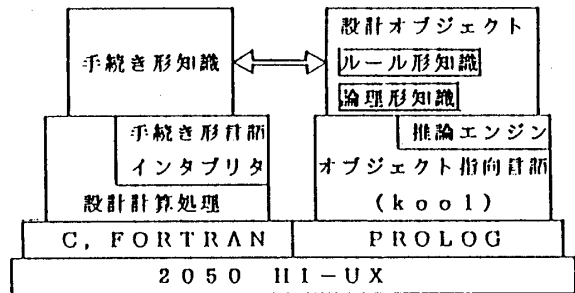 手続き形知識
設計オブジェクト
ルール形知識
論理形知識
手続き形言語
インタプリタ
設計計算処理
推論エンジン
オブジェクト指向言語
(kool)
C, FORTRAN
PROLOG
2050 HI-UX